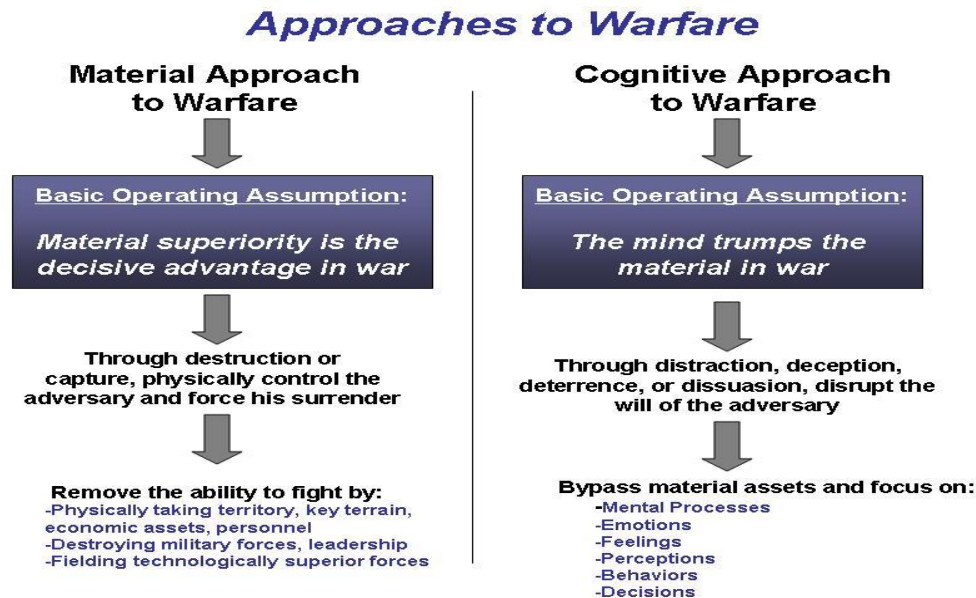 Approaches to Warfare
Material Approach
to Warfare
Basic Operating Assumption:
Material superiority is the
decisive advantage in war
Through destruction or
capture, physically control the
adversary and force his surrender
Remove the ability to fight by:
-Physically taking territory, key terrain,
economic assets, personnel
-Destroying military forces, leadership
-Fielding technologically superior forces
Cognitive Approach
to Warfare
Basic Operating Assumption:
The mind trumps the
material in war
Through distraction, deception,
deterrence, or dissuasion, disrupt the
will of the adversary
Bypass material assets and focus on:
-Mental Processes
-Emotions
-Feelings
-Perceptions
-Behaviors
-Decisions